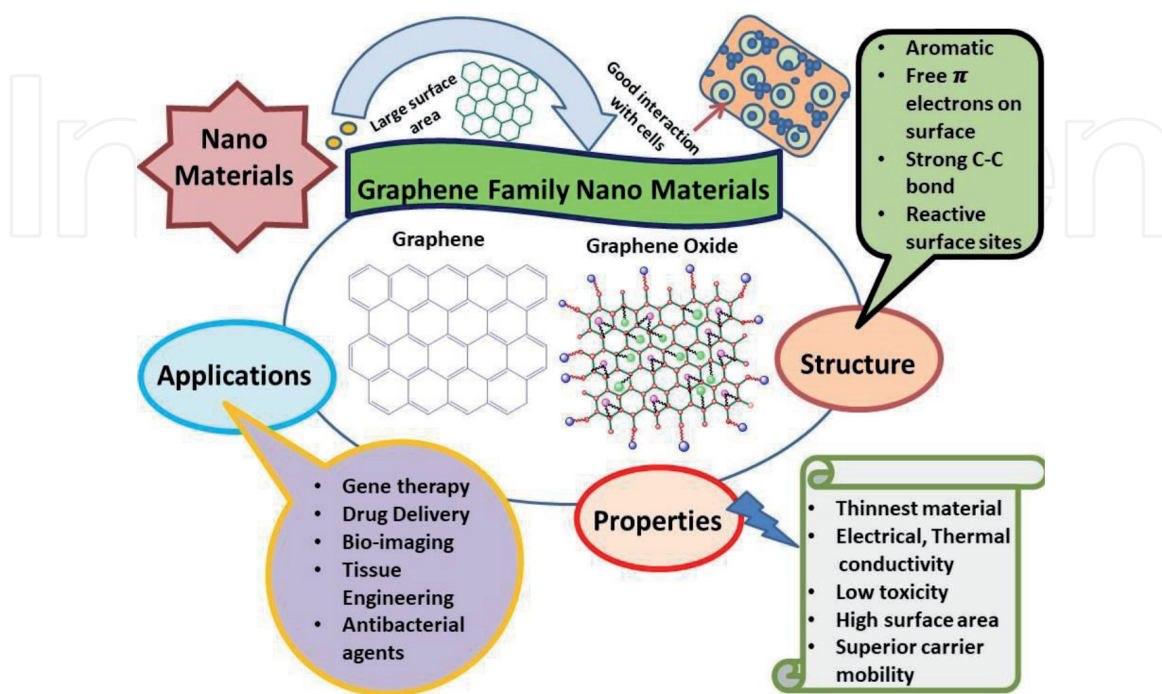 Nano
Materials
Large surface
area
Good interaction
with cells
Graphene Family Nano Materials
Graphene
Graphene Oxide
• Aromatic
• Free π
electrons on
surface
• Strong C-C
bond
• Reactive
surface sites
Structure
Applications
• Gene therapy
• Drug Delivery
• Bio-imaging
• Tissue
Engineering
• Antibacterial
agents
Properties
• Thinnest material
• Electrical, Thermal
conductivity
• Low toxicity
• High surface area
• Superior carrier
mobility